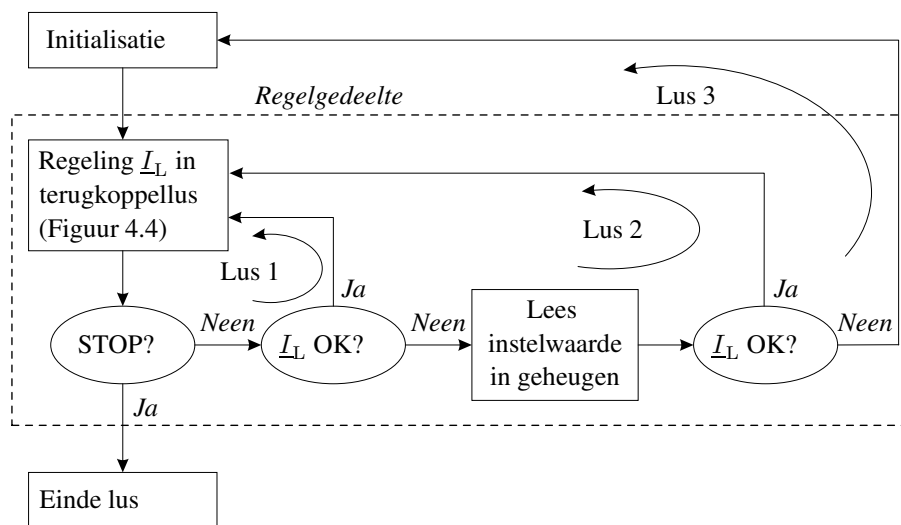 Initialisatie
Regelgedeelte
Lus 3
Regeling I_L in
terugkoppellus
(Figuur 4.4)
Lus 2
Lus 1
Ja
Ja
STOP?
Neen
I_L OK?
Neen
Lees
instelwaarde
in geheugen
I_L OK?
Neen
Ja
Einde lus